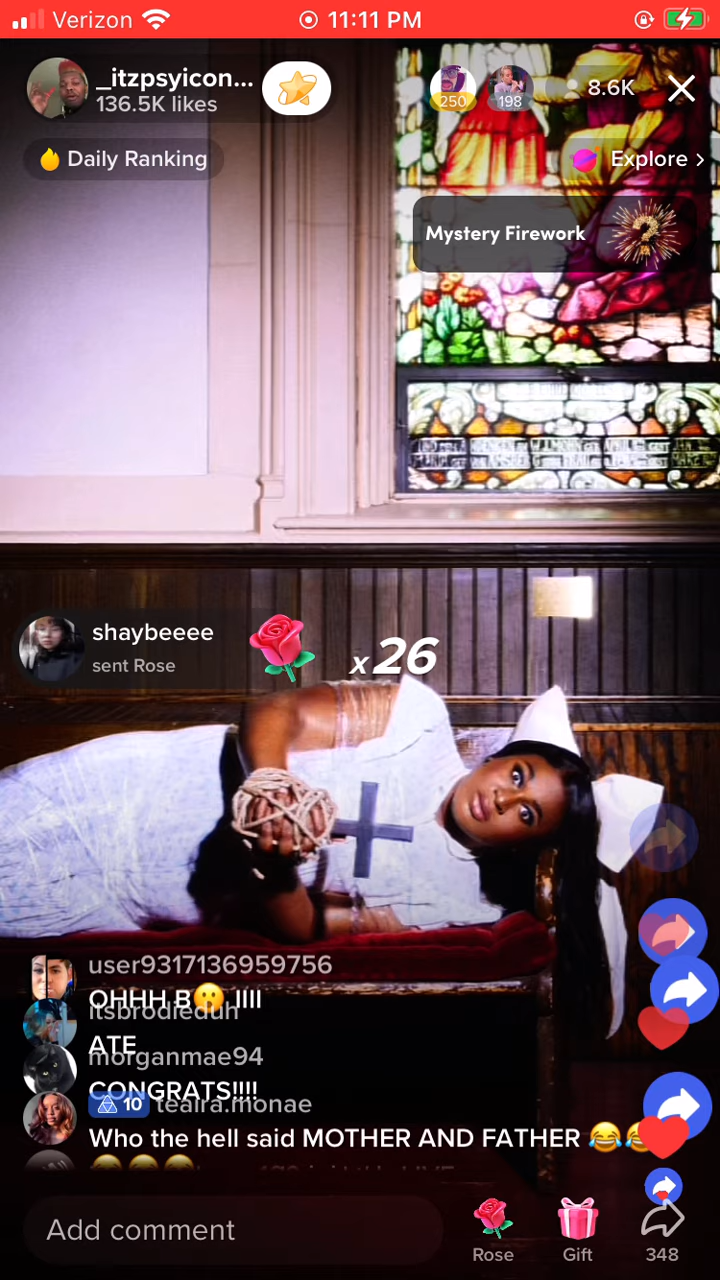 Verizon
11:11 PM
_itzpsyicon...
136.5K likes
250
198
8.6K
Daily Ranking
Explore >
Mystery Firework
shaybeeee
sent Rose
x26
user9317136959756
OHHH B😗 IIII
itsbrodieduh
ATE
morganmae94
CONGRATS!!!!
10 teaira.monae
Who the hell said MOTHER AND FATHER 😂😂
😂😂😂
Add comment
Rose
Gift
348